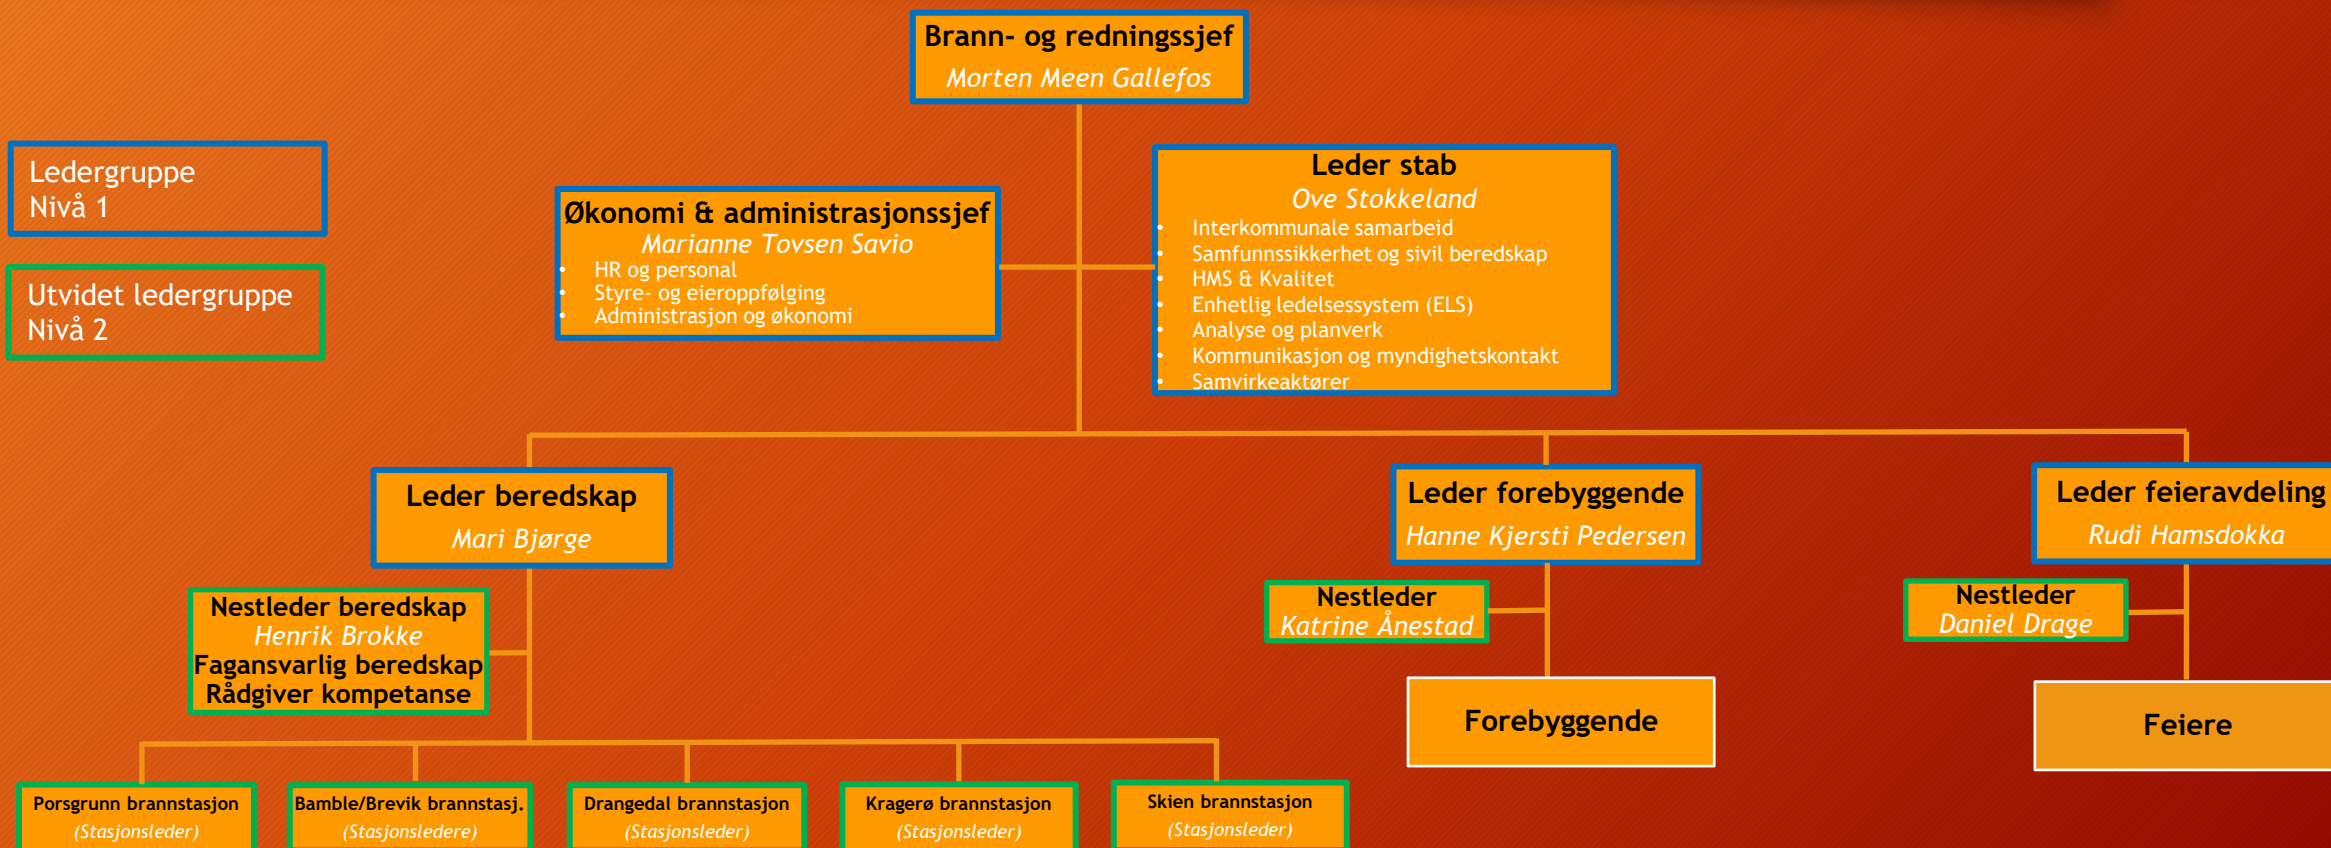 Brann- og redningssjef
Morten Meen Gallefos
Ledergruppe
Nivå 1
Utvidet ledergruppe
Nivå 2
Økonomi & administrasjonssjef
Marianne Tovsen Savio
• HR og personal
• Styre- og eieroppfølging
• Administrasjon og økonomi
Leder stab
Ove Stokkeland
• Interkommunale samarbeid
• Samfunnssikkerhet og sivil beredskap
• HMS & Kvalitet
• Enhetlig ledelsessystem (ELS)
• Analyse og planverk
• Kommunikasjon og myndighetskontakt
• Samvirkeaktører
Leder beredskap
Mari Bjørge
Leder forebyggende
Hanne Kjersti Pedersen
Leder feieravdeling
Rudi Hamsdokka
Nestleder beredskap
Henrik Brokke
Fagansvarlig beredskap
Rådgiver kompetanse
Nestleder
Katrine Ånestad
Nestleder
Daniel Drage
Forebyggende
Feiere
Porsgrunn brannstasjon
(Stasjonsleder)
Bamble/Brevik brannstasj.
(Stasjonsledere)
Drangedal brannstasjon
(Stasjonsleder)
Kragerø brannstasjon
(Stasjonsleder)
Skien brannstasjon
(Stasjonsleder)